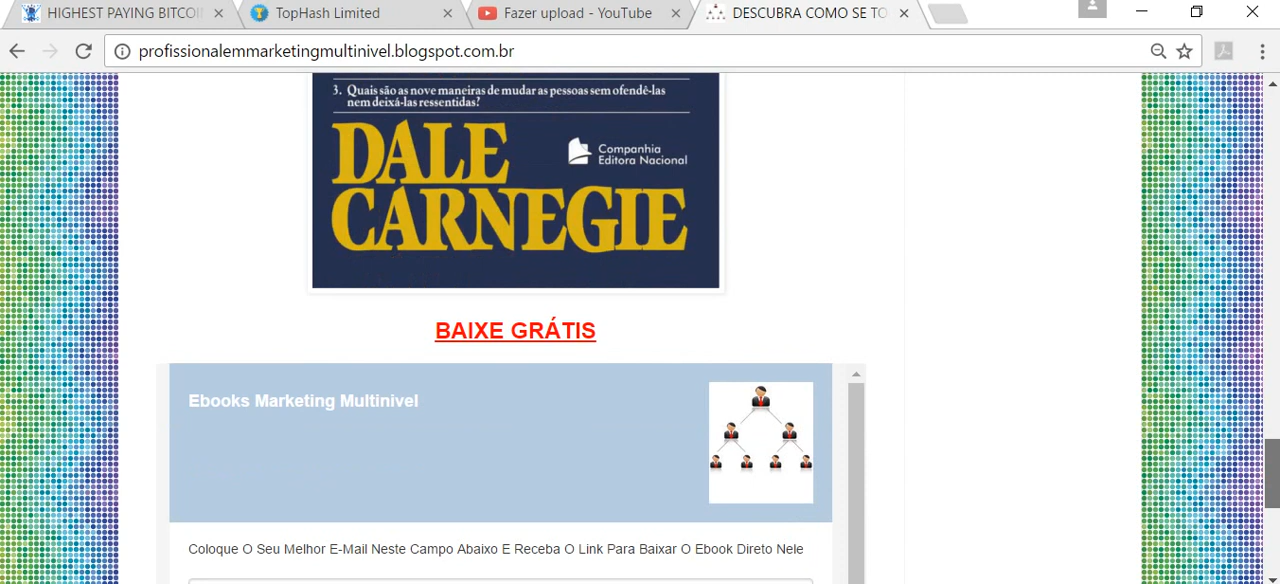 HIGHEST PAYING BITCOI
TopHash Limited
Fazer upload - YouTube
DESCUBRA COMO SE TO
profissionalemmarketingmultinivel.blogspot.com.br
3. Quais são as nove maneiras de mudar as pessoas sem ofendê-las
nem deixá-las ressentidas?
DALE
CARNEGIE
Companhia
Editora Nacional
BAIXE GRÁTIS
Ebooks Marketing Multinivel
Coloque O Seu Melhor E-Mail Neste Campo Abaixo E Receba O Link Para Baixar O Ebook Direto Nele